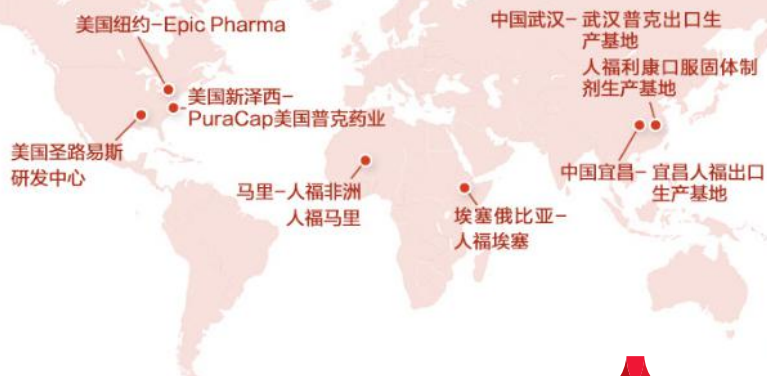 美国纽约-Epic Pharma
美国新泽西-
PuraCap美国普克药业
美国圣路易斯
研发中心
马里-人福非洲
人福马里
埃塞俄比亚-
人福埃塞
中国武汉- 武汉普克出口生
产基地
人福利康口服固体制
剂生产基地
中国宜昌- 宜昌人福出口
生产基地